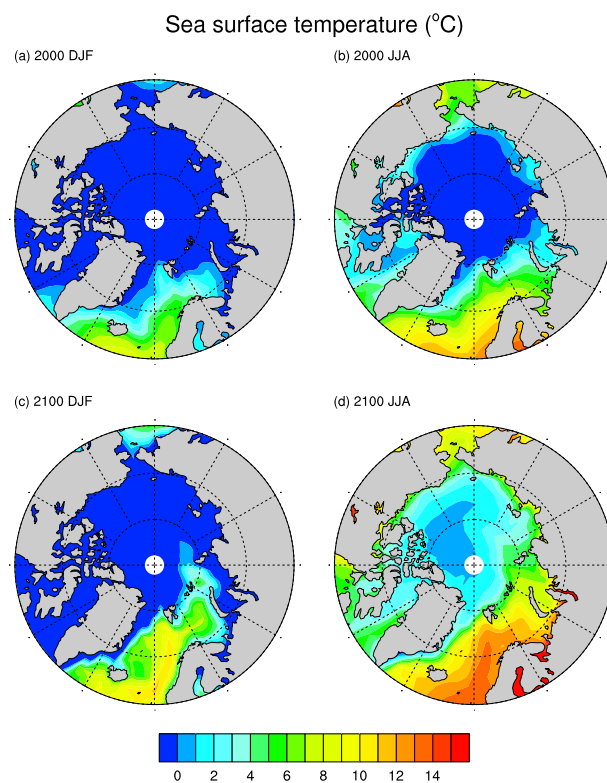 Sea surface temperature (°C)
(a) 2000 DJF
(b) 2000 JJA
(c) 2100 DJF
(d) 2100 JJA
0 2 4 6 8 10 12 14